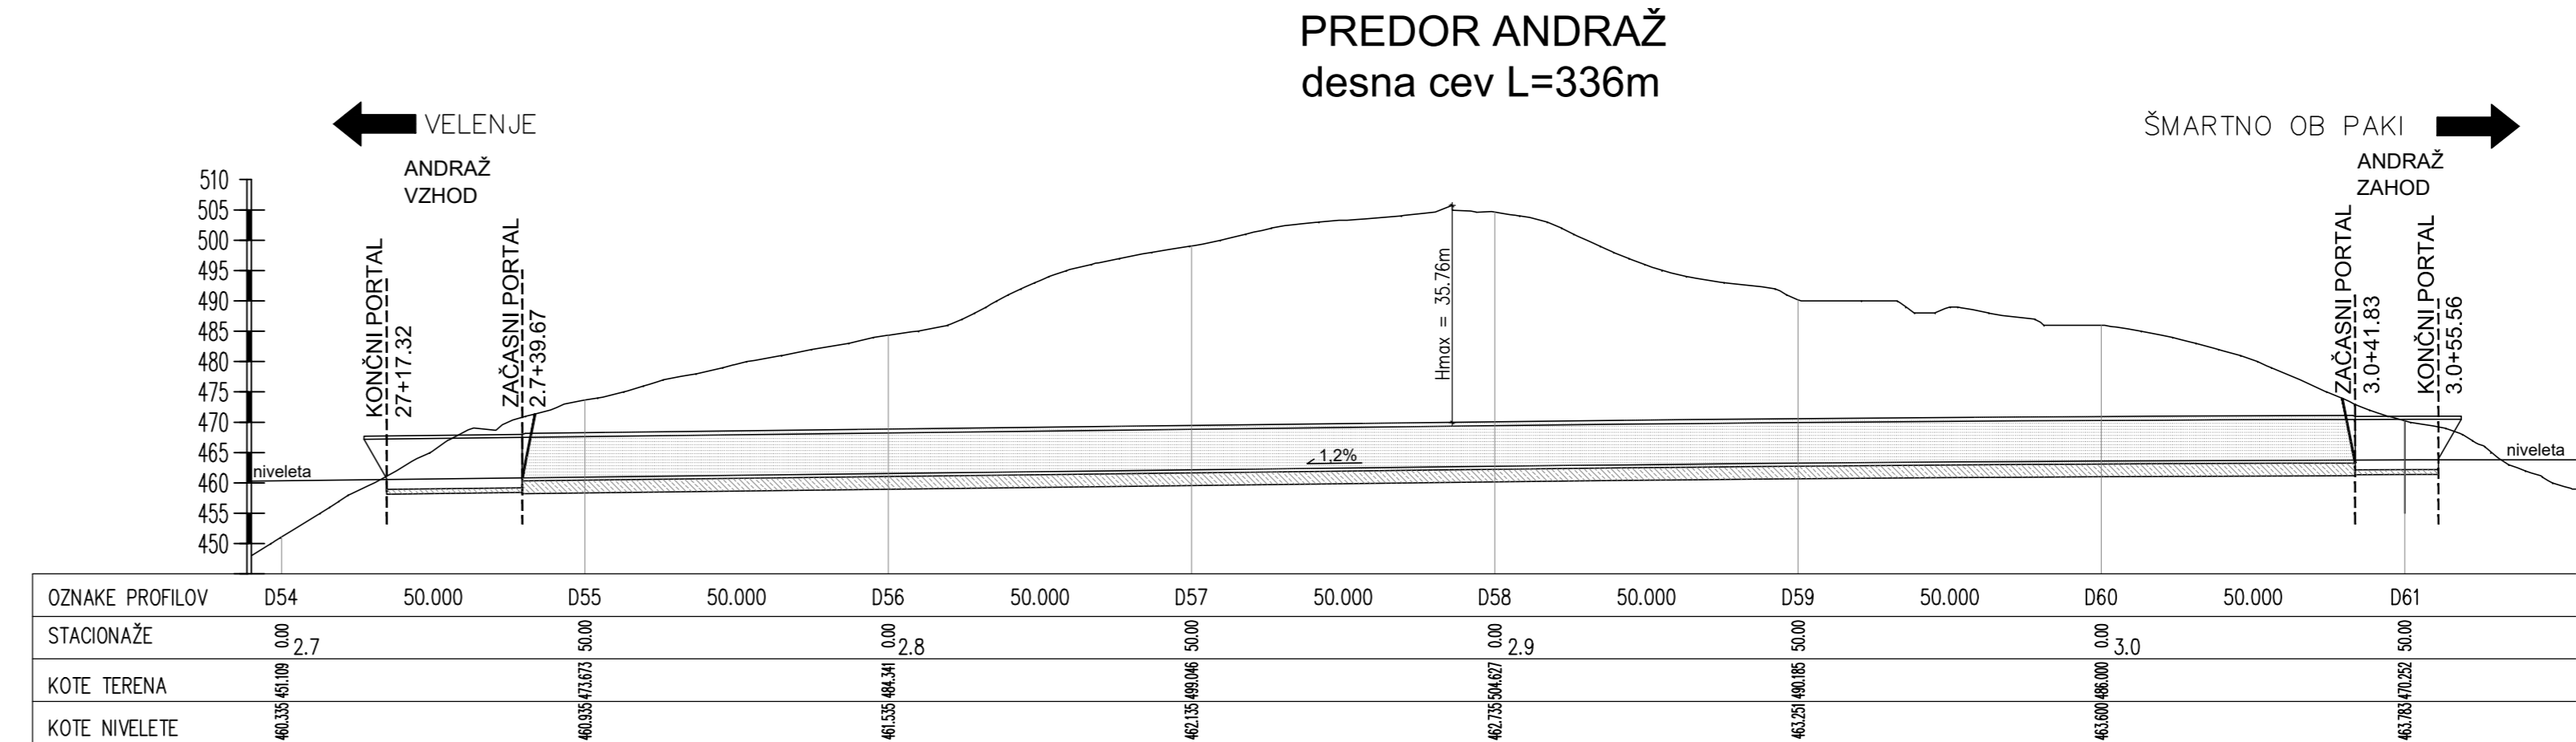 PREDOR ANDRAŽ
desna cev L=336m
VELENJE
ŠMARTNO OB PAKI
ANDRAŽ
VZHOD
ANDRAŽ
ZAHOD
510
505
500
495
490
485
480
475
470
465
460
455
450
KONČNI PORTAL
27+17.32
ZAČASNI PORTAL
2.7+39.67
Hmax = 35.76m
ZAČASNI PORTAL
3.0+41.83
KONČNI PORTAL
3.0+55.56
niveleta
1,2%
niveleta
OZNAKE PROFILOV D54 50.000 D55 50.000 D56 50.000 D57 50.000 D58 50.000 D59 50.000 D60 50.000 D61
STACIONAŽE 0.00 2.7 50.00 0.00 2.8 50.00 0.00 2.9 50.00 0.00 3.0 50.00
KOTE TERENA 451.109 473.673 484.341 499.046 504.627 490.185 486.000 470.252
KOTE NIVELETE 460.335 460.935 461.535 462.135 462.735 463.251 463.600 463.783